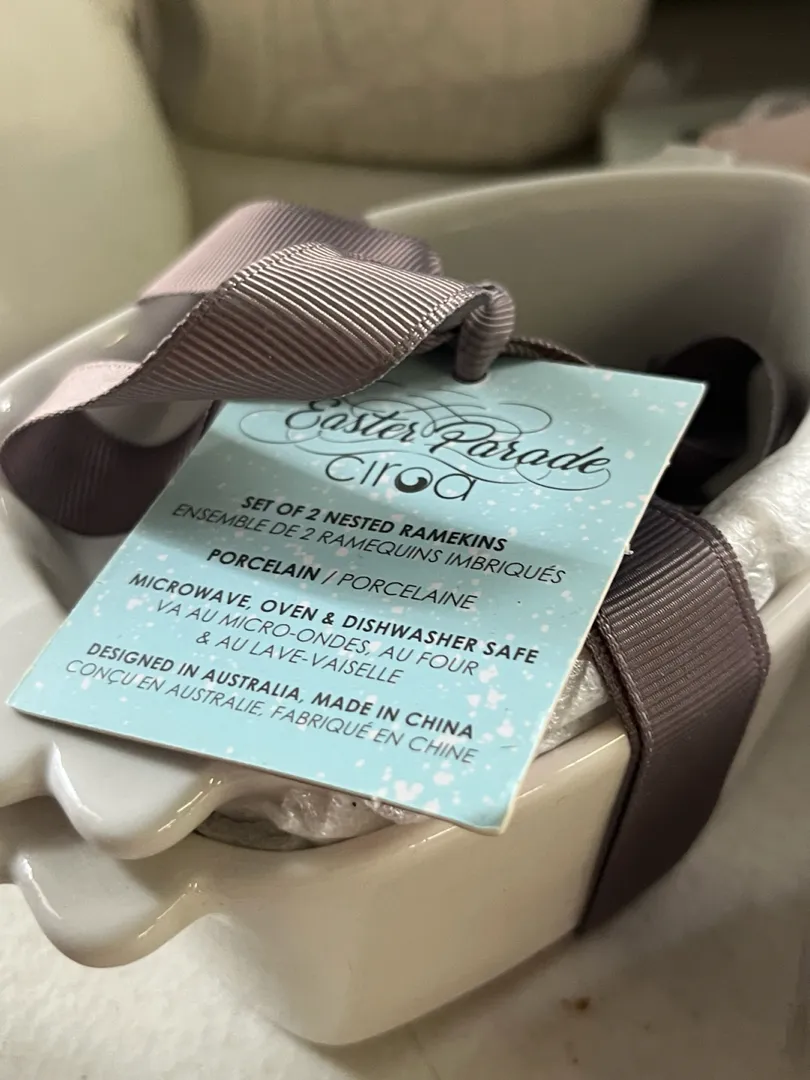 Easter Parade
ciroa
SET OF 2 NESTED RAMEKINS
ENSEMBLE DE 2 RAMEQUINS IMBRIQUÉS
PORCELAIN / PORCELAINE
MICROWAVE, OVEN & DISHWASHER SAFE
VA AU MICRO-ONDES, AU FOUR
& AU LAVE-VAISELLE
DESIGNED IN AUSTRALIA, MADE IN CHINA
CONÇU EN AUSTRALIE, FABRIQUÉ EN CHINE